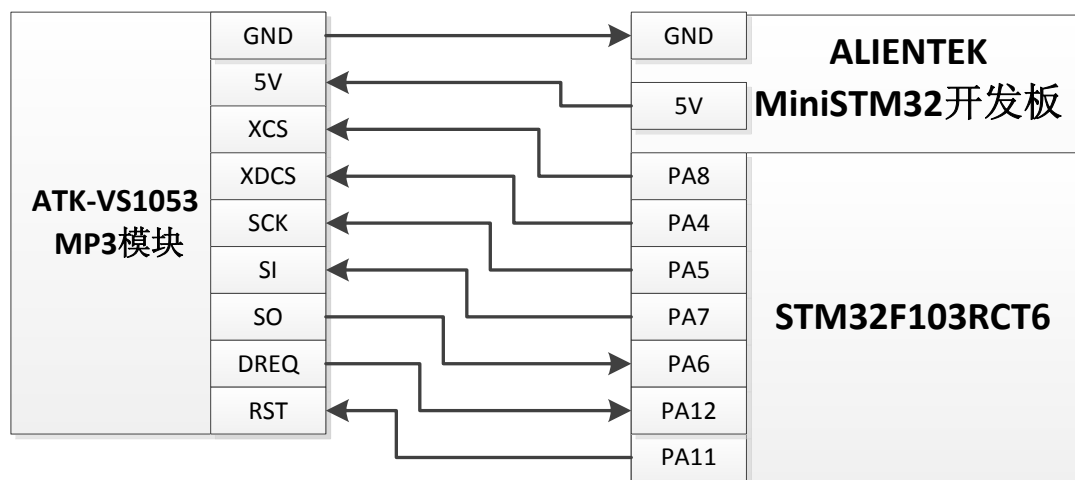 ATK-VS1053
MP3模块
GND
5V
XCS
XDCS
SCK
SI
SO
DREQ
RST
GND
5V
PA8
PA4
PA5
PA7
PA6
PA12
PA11
ALIENTEK
MiniSTM32开发板
STM32F103RCT6